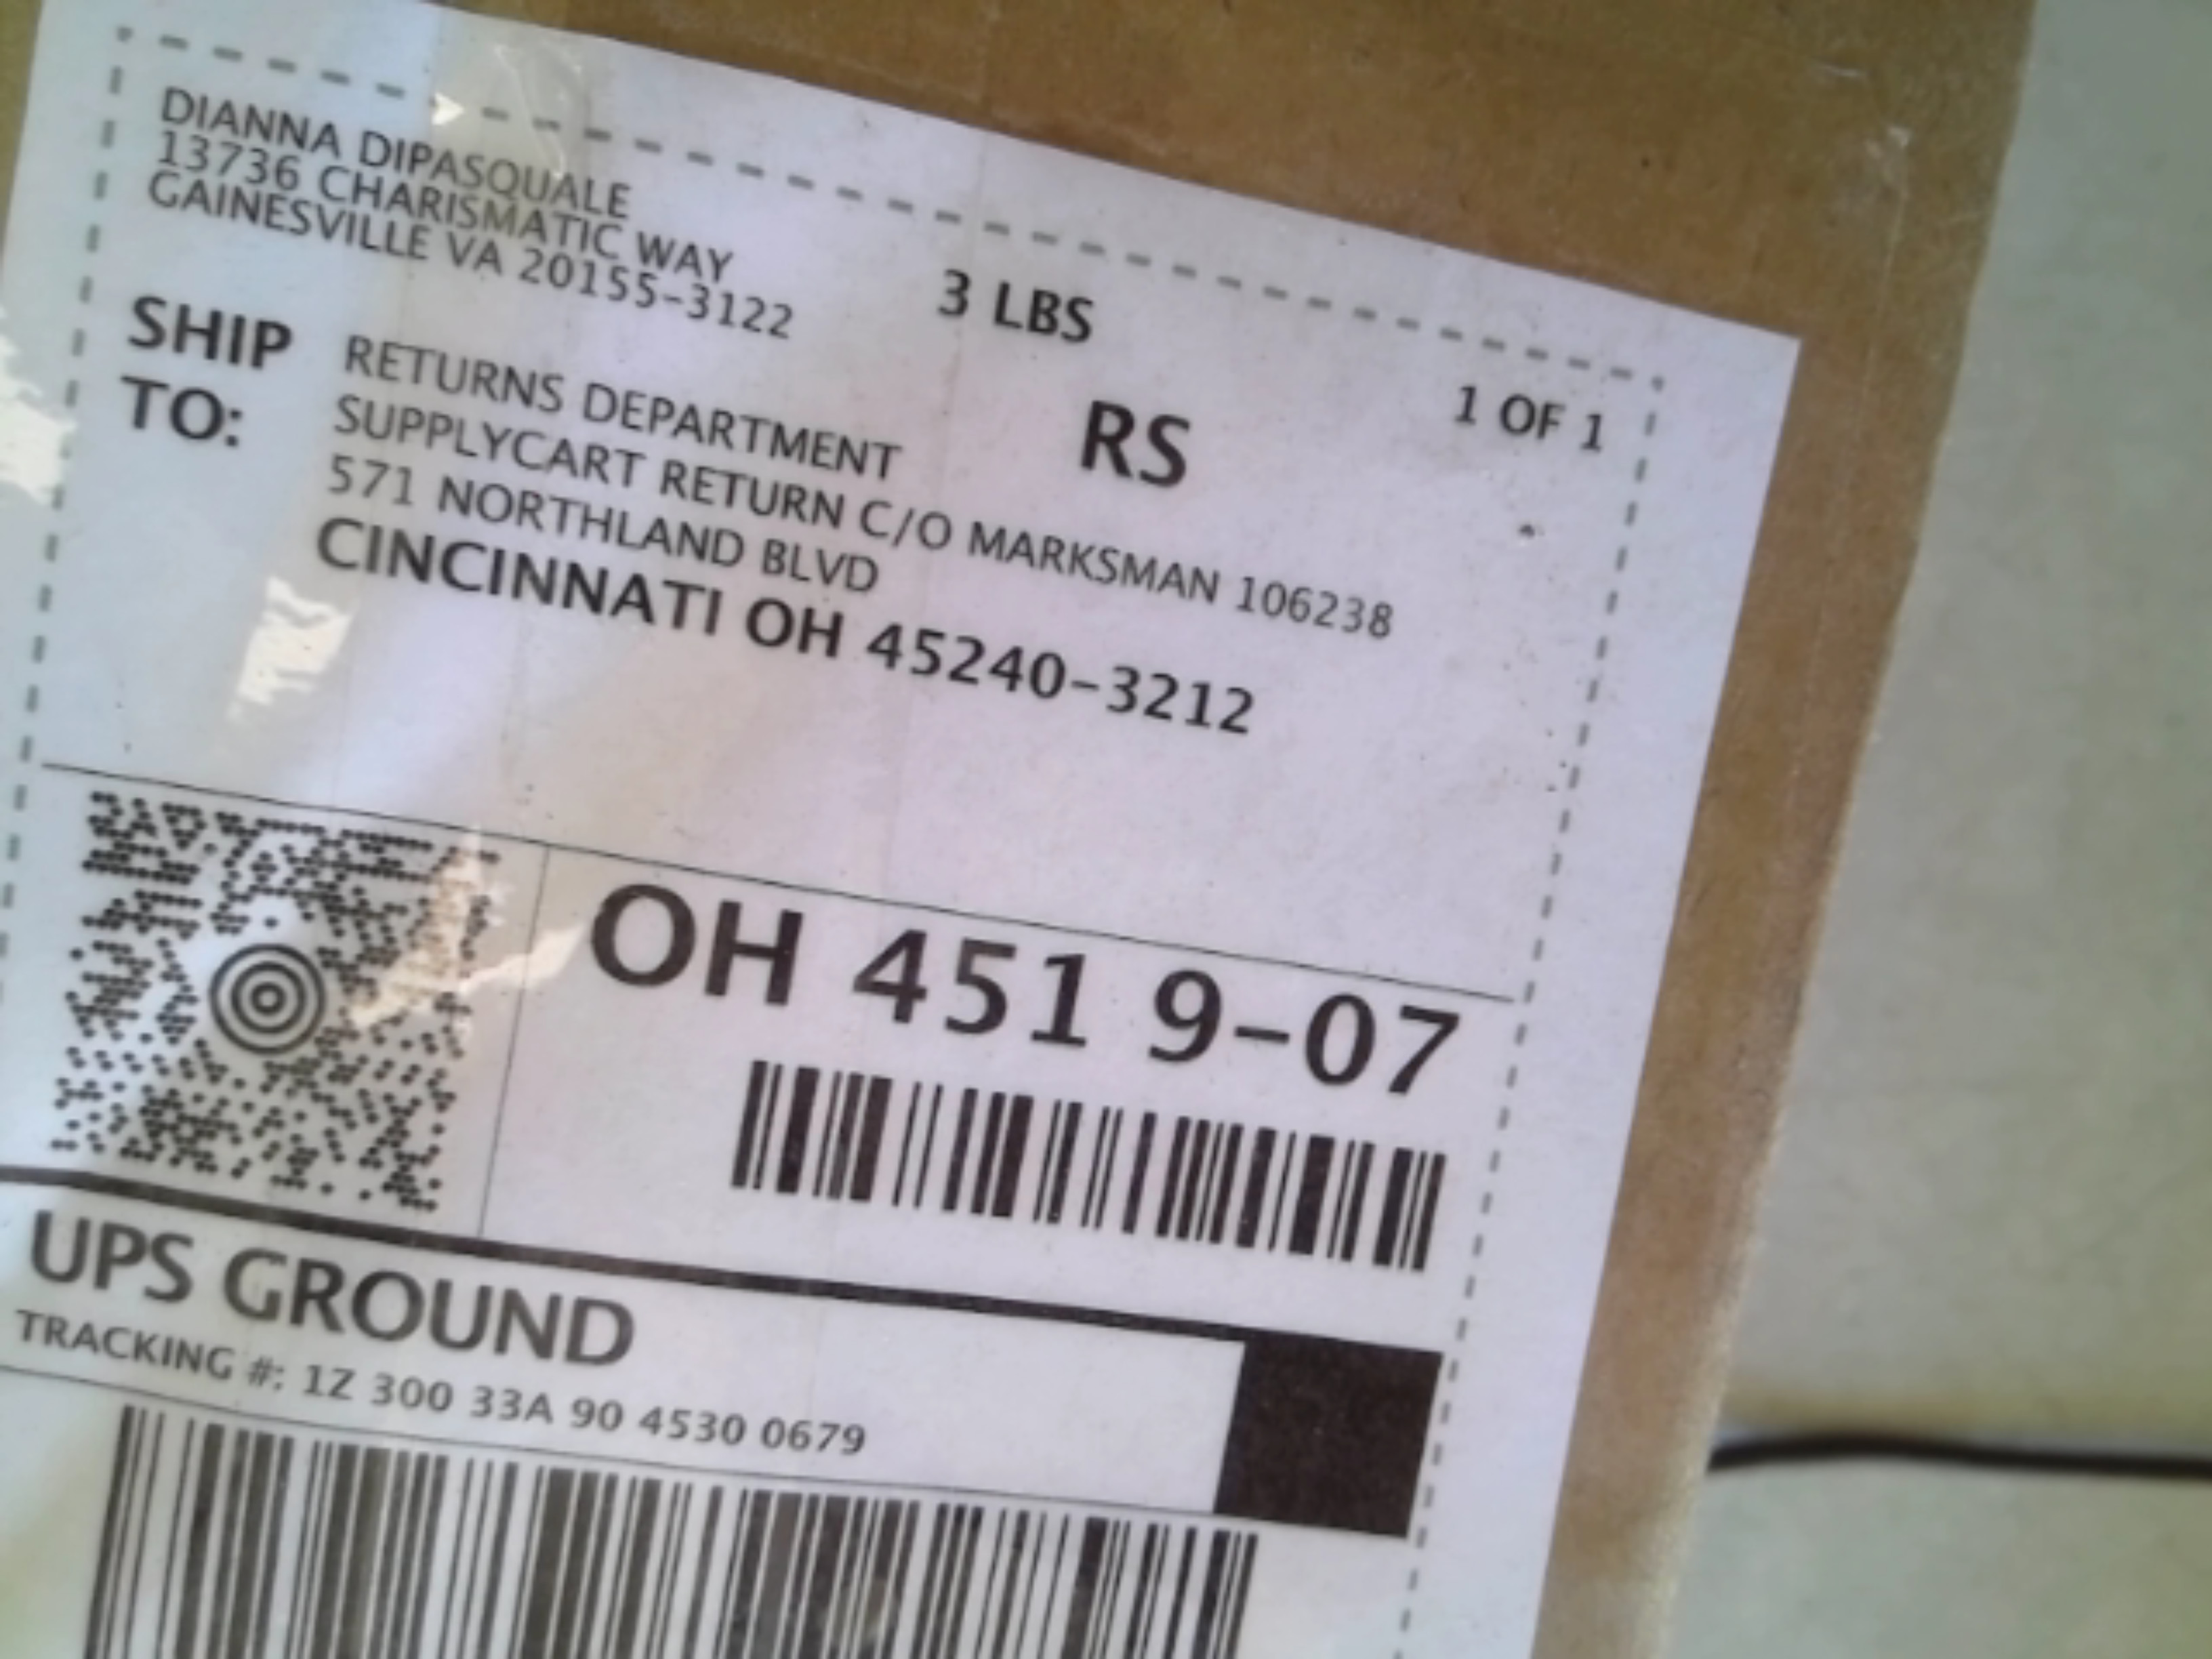 DIANNA DIPASQUALE
13736 CHARISMATIC WAY
GAINESVILLE VA 20155-3122
3 LBS
1 OF 1
RS
SHIP TO:
RETURNS DEPARTMENT
SUPPLYCART RETURN C/O MARKSMAN 106238
571 NORTHLAND BLVD
CINCINNATI OH 45240-3212
OH 451 9-07
UPS GROUND
TRACKING #: 1Z 300 33A 90 4530 0679